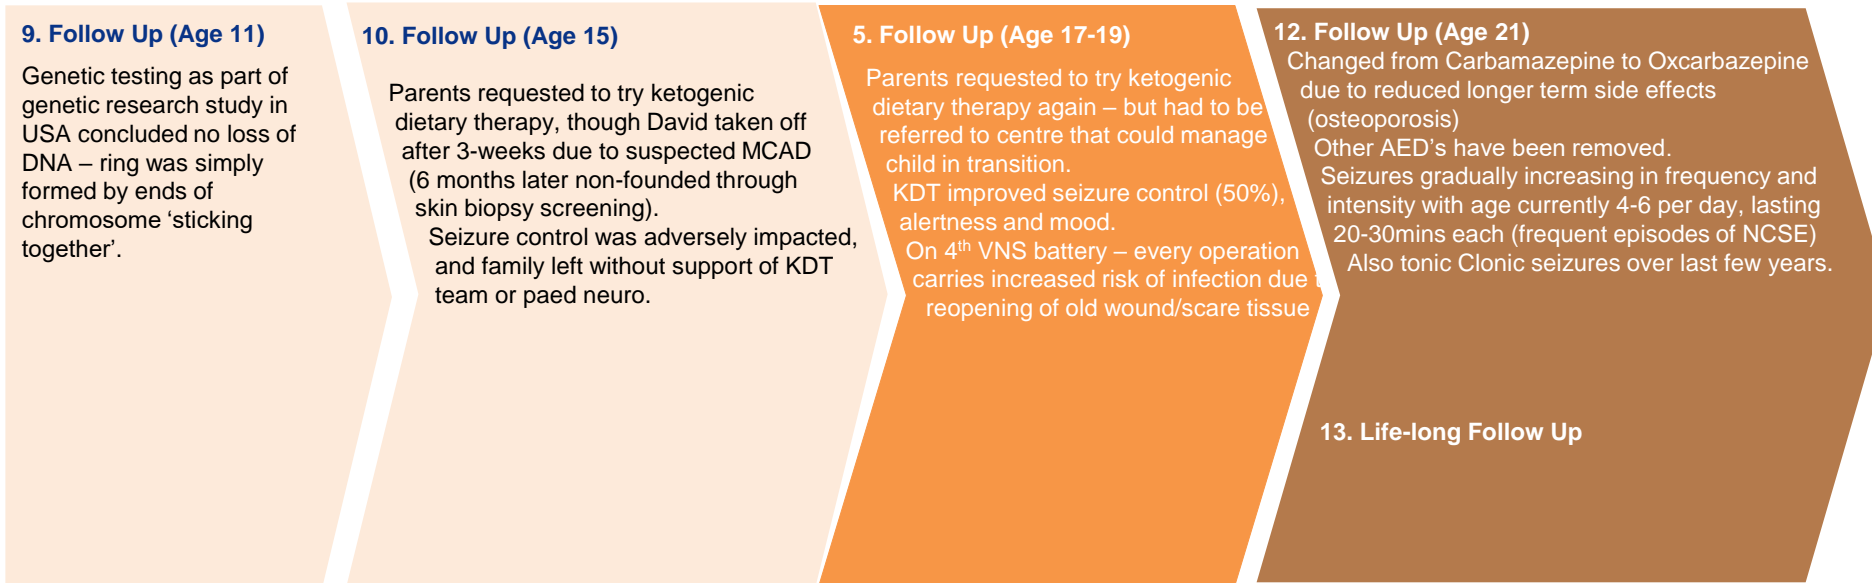 9. Follow Up (Age 11)
Genetic testing as part of
genetic research study in
USA concluded no loss of
DNA – ring was simply
formed by ends of
chromosome ‘sticking
together’.
10. Follow Up (Age 15)
Parents requested to try ketogenic
dietary therapy, though David taken off
after 3-weeks due to suspected MCAD
(6 months later non-founded through
skin biopsy screening).
Seizure control was adversely impacted,
and family left without support of KDT
team or paed neuro.
5. Follow Up (Age 17-19)
Parents requested to try ketogenic
dietary therapy again – but had to be
referred to centre that could manage
child in transition.
KDT improved seizure control (50%),
alertness and mood.
On 4th VNS battery – every operation
carries increased risk of infection due
reopening of old wound/scare tissue
12. Follow Up (Age 21)
Changed from Carbamazepine to Oxcarbazepine
due to reduced longer term side effects
(osteoporosis)
Other AED’s have been removed.
Seizures gradually increasing in frequency and
intensity with age currently 4-6 per day, lasting
20-30mins each (frequent episodes of NCSE)
Also tonic Clonic seizures over last few years.
13. Life-long Follow Up